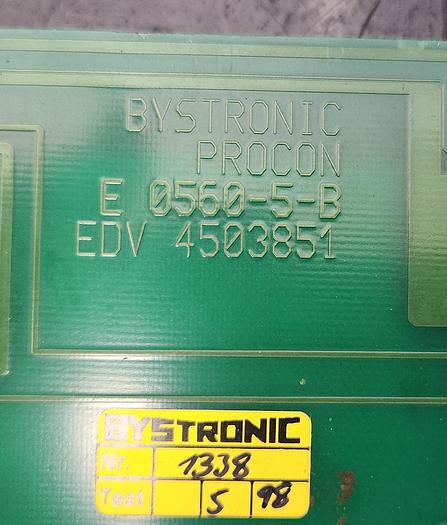 BYSTRONIC
PROCON
E 0560-5-B
EDV 4503851
BYSTRONIC
Nr. 1338
Test 5 98